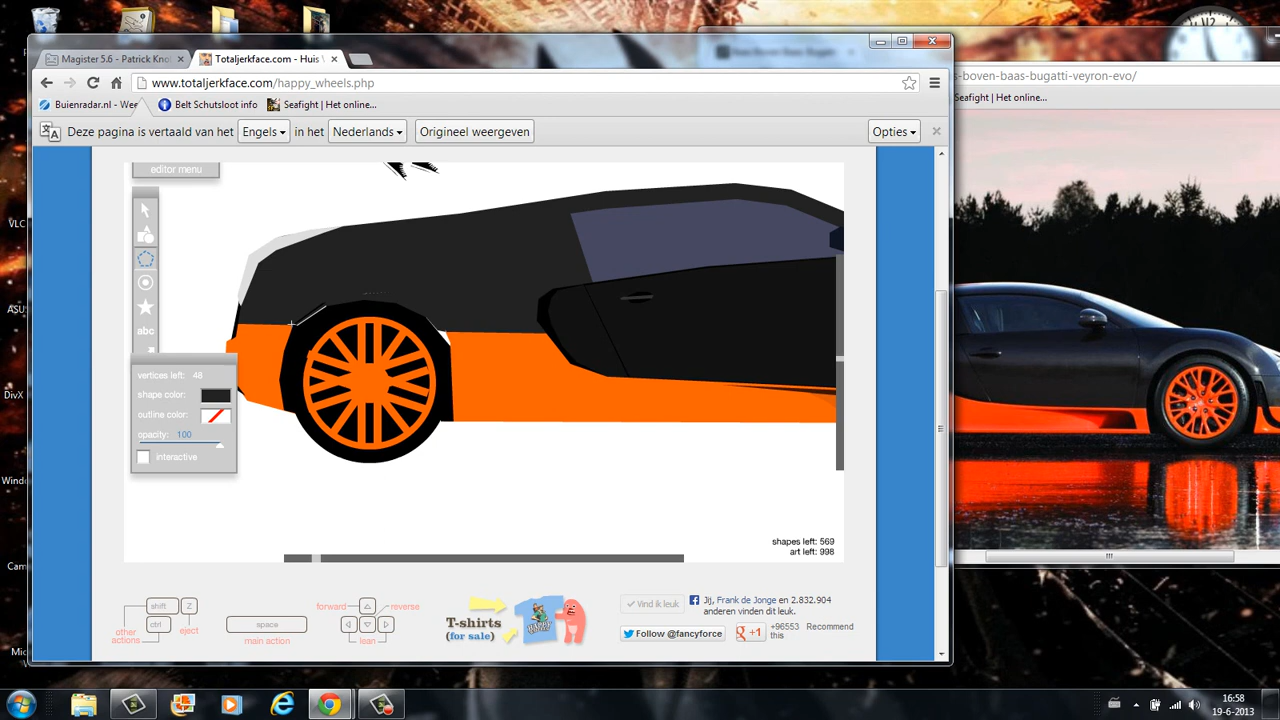 Magister 5.6 - Patrick Kno
Totaljerkface.com - Huis
www.totaljerkface.com/happy_wheels.php
s-boven-baas-bugatti-veyron-evo/
Buienradar.nl - Wee
Belt Schutsloot info
Seafight | Het online...
Seafight | Het online...
Deze pagina is vertaald van het
Engels
in het
Nederlands
Origineel weergeven
Opties
editor menu
abc
vertices left: 46
shape color:
outline color:
opacity: 100
interactive
VLC
ASUS
DivX
Windo
Cam
Mic
shapes left: 569
art left: 998
shift
Z
ctrl
eject
other
actions
space
main action
forward
reverse
lean
T-shirts
(for sale)
Vind ik leuk
Jij, Frank de Jonge en 2.832.904
anderen vinden dit leuk.
Follow @fancyforce
g +1
+96553 Recommend
this
16:58
19-6-2013